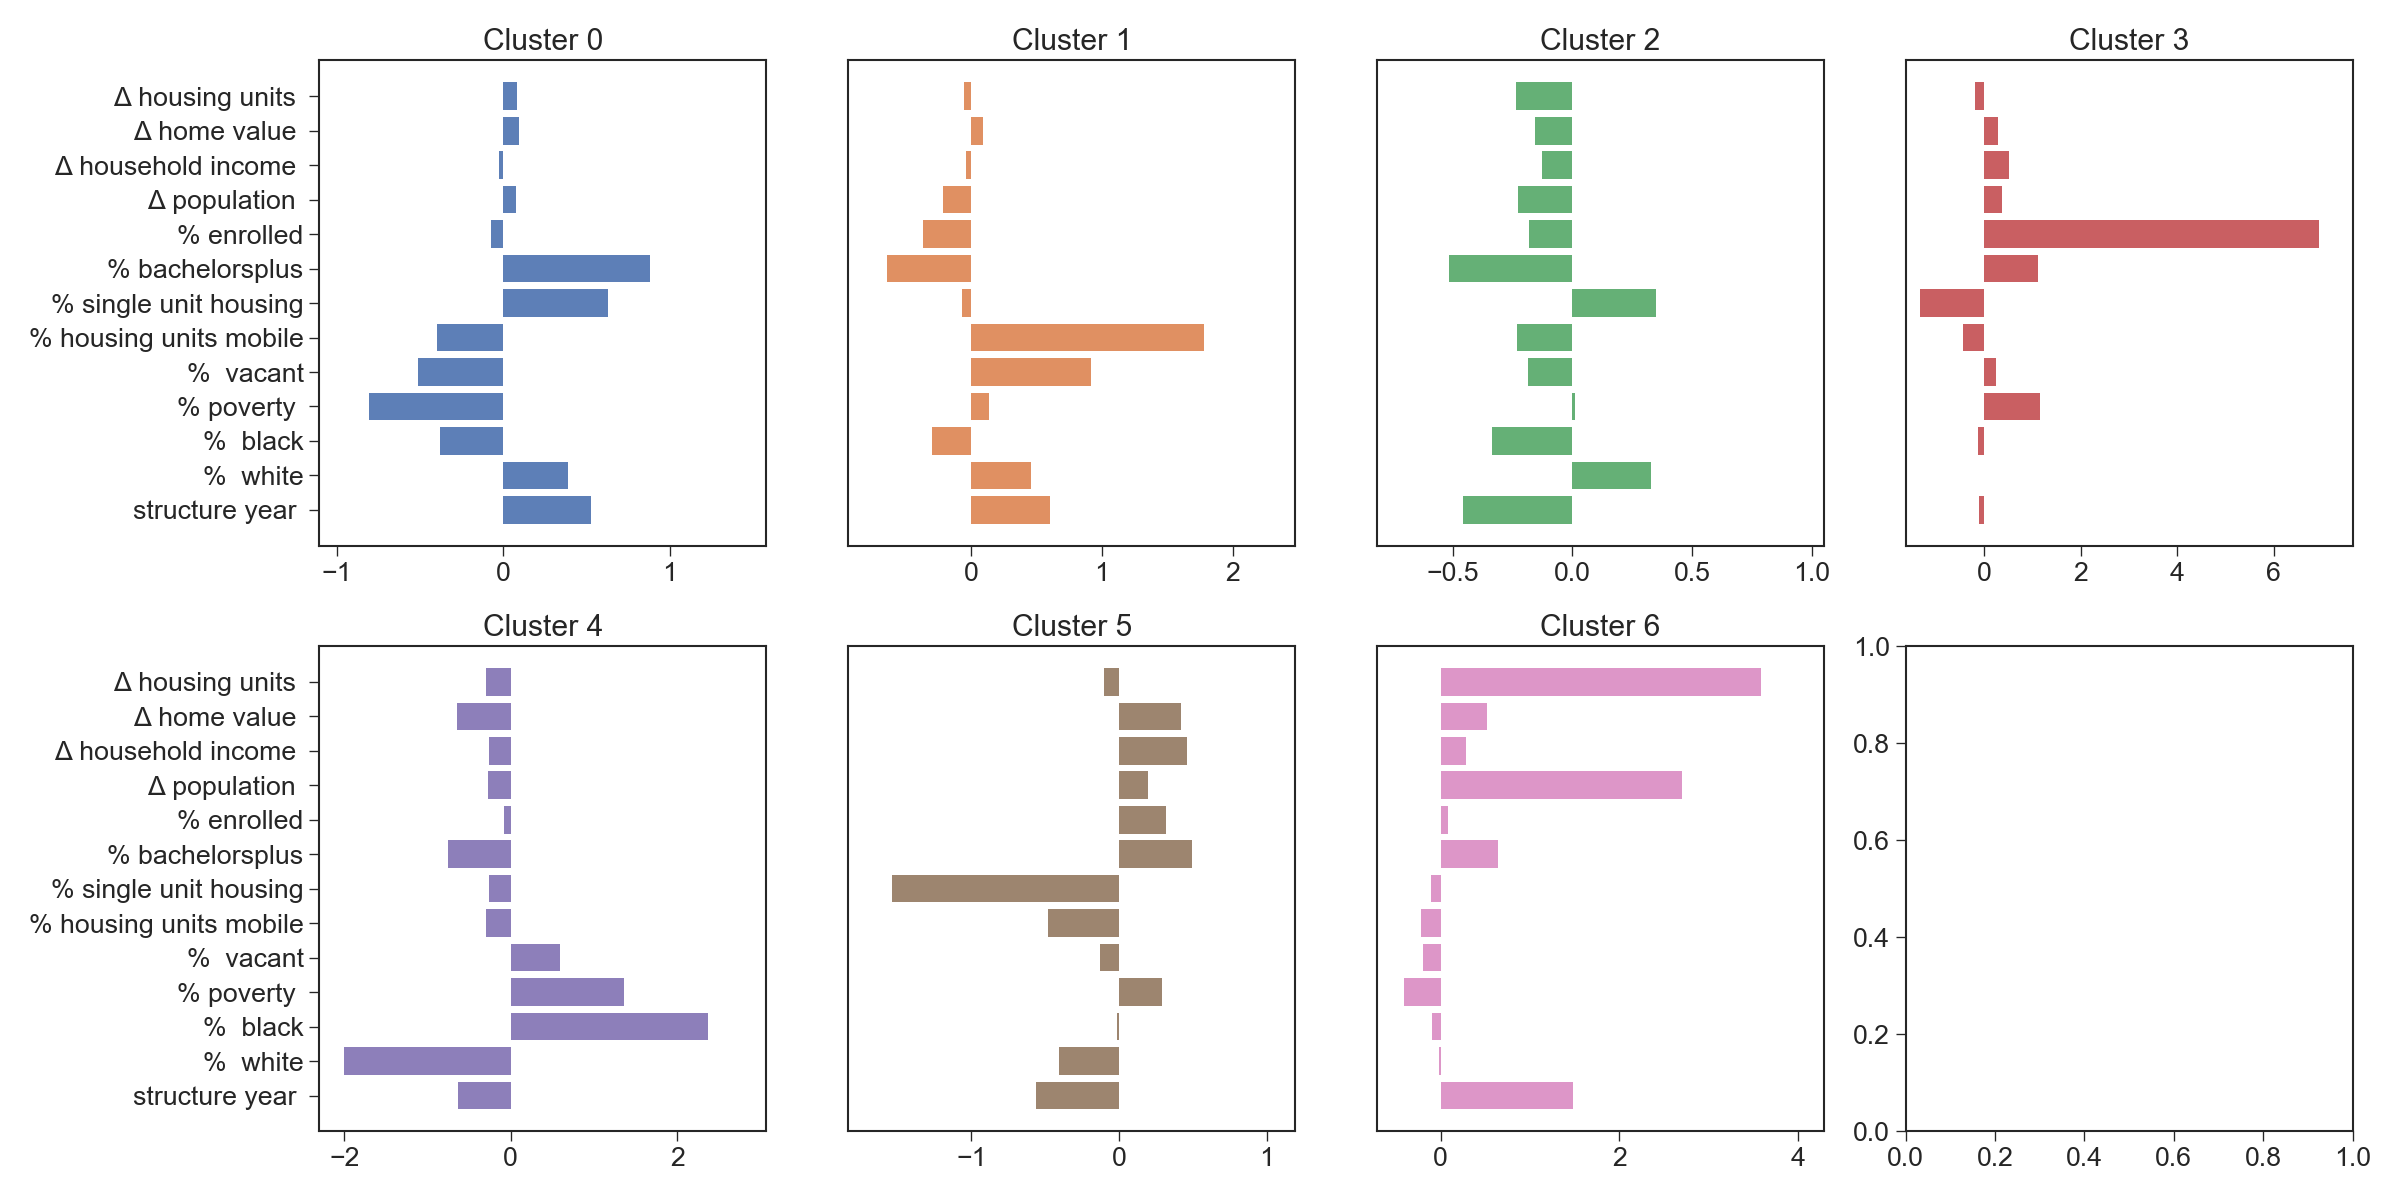 Cluster 0
Cluster 1
Cluster 2
Cluster 3
Δ housing units
Δ home value
Δ household income
Δ population
% enrolled
% bachelorsplus
% single unit housing
% housing units mobile
%  vacant
% poverty
%  black
%  white
structure year
−1 0 1
0 1 2
−0.5 0.0 0.5 1.0
0 2 4 6
Cluster 4
Cluster 5
Cluster 6
Δ housing units
Δ home value
Δ household income
Δ population
% enrolled
% bachelorsplus
% single unit housing
% housing units mobile
%  vacant
% poverty
%  black
%  white
structure year
−2 0 2
−1 0 1
0 2 4
1.0
0.8
0.6
0.4
0.2
0.0
0.0 0.2 0.4 0.6 0.8 1.0